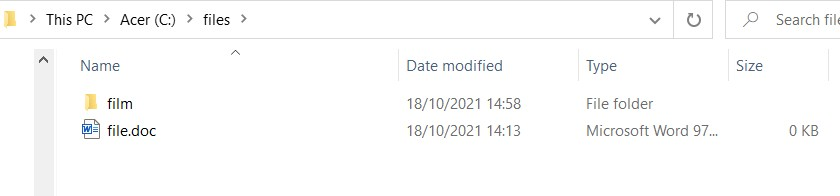 This PC > Acer (C:) > files >
Search file
Name Date modified Type Size
film 18/10/2021 14:58 File folder
file.doc 18/10/2021 14:13 Microsoft Word 97... 0 KB